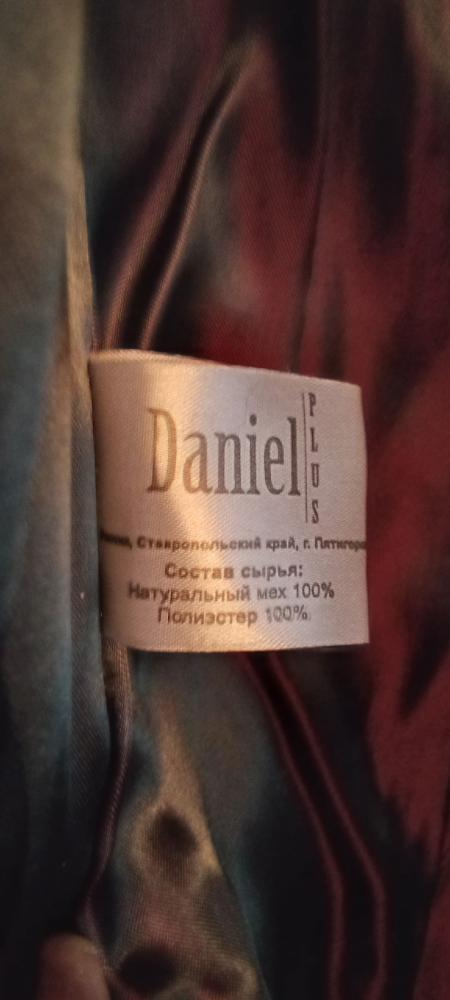 Daniel PLUS
Ставропольский край, г.
Состав сырья:
Натуральный мех 100%
Полиэстер 100%